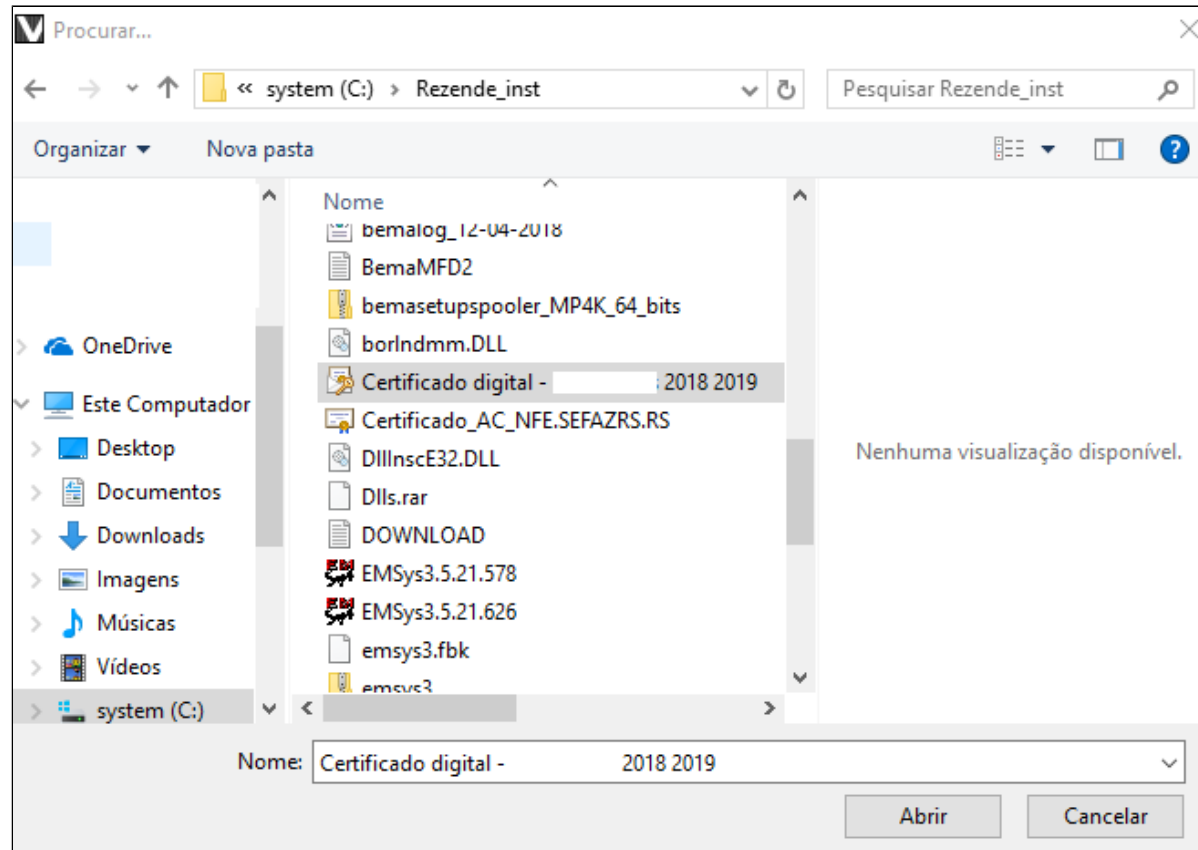 Procurar...
« system (C:) > Rezende_inst
Pesquisar Rezende_inst
Organizar
Nova pasta
Nome
bemalog_12-04-2018
BemaMFD2
bemasetupspooler_MP4K_64_bits
borlndmm.DLL
Certificado digital - 2018 2019
Certificado_AC_NFE.SEFAZRS.RS
DllInscE32.DLL
Dlls.rar
DOWNLOAD
EMSys3.5.21.578
EMSys3.5.21.626
emsys3.fbk
emsys3
OneDrive
Este Computador
Desktop
Documentos
Downloads
Imagens
Músicas
Vídeos
system (C:)
Nenhuma visualização disponível.
Nome: Certificado digital - 2018 2019
Abrir
Cancelar